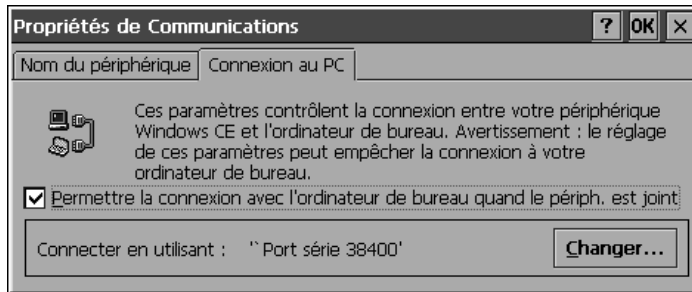 Propriétés de Communications ? OK ×
Nom du périphérique Connexion au PC
Ces paramètres contrôlent la connexion entre votre périphérique
Windows CE et l'ordinateur de bureau. Avertissement : le réglage
de ces paramètres peut empêcher la connexion à votre
ordinateur de bureau.
Permettre la connexion avec l'ordinateur de bureau quand le périph. est joint
Connecter en utilisant : '`Port série 38400' Changer...